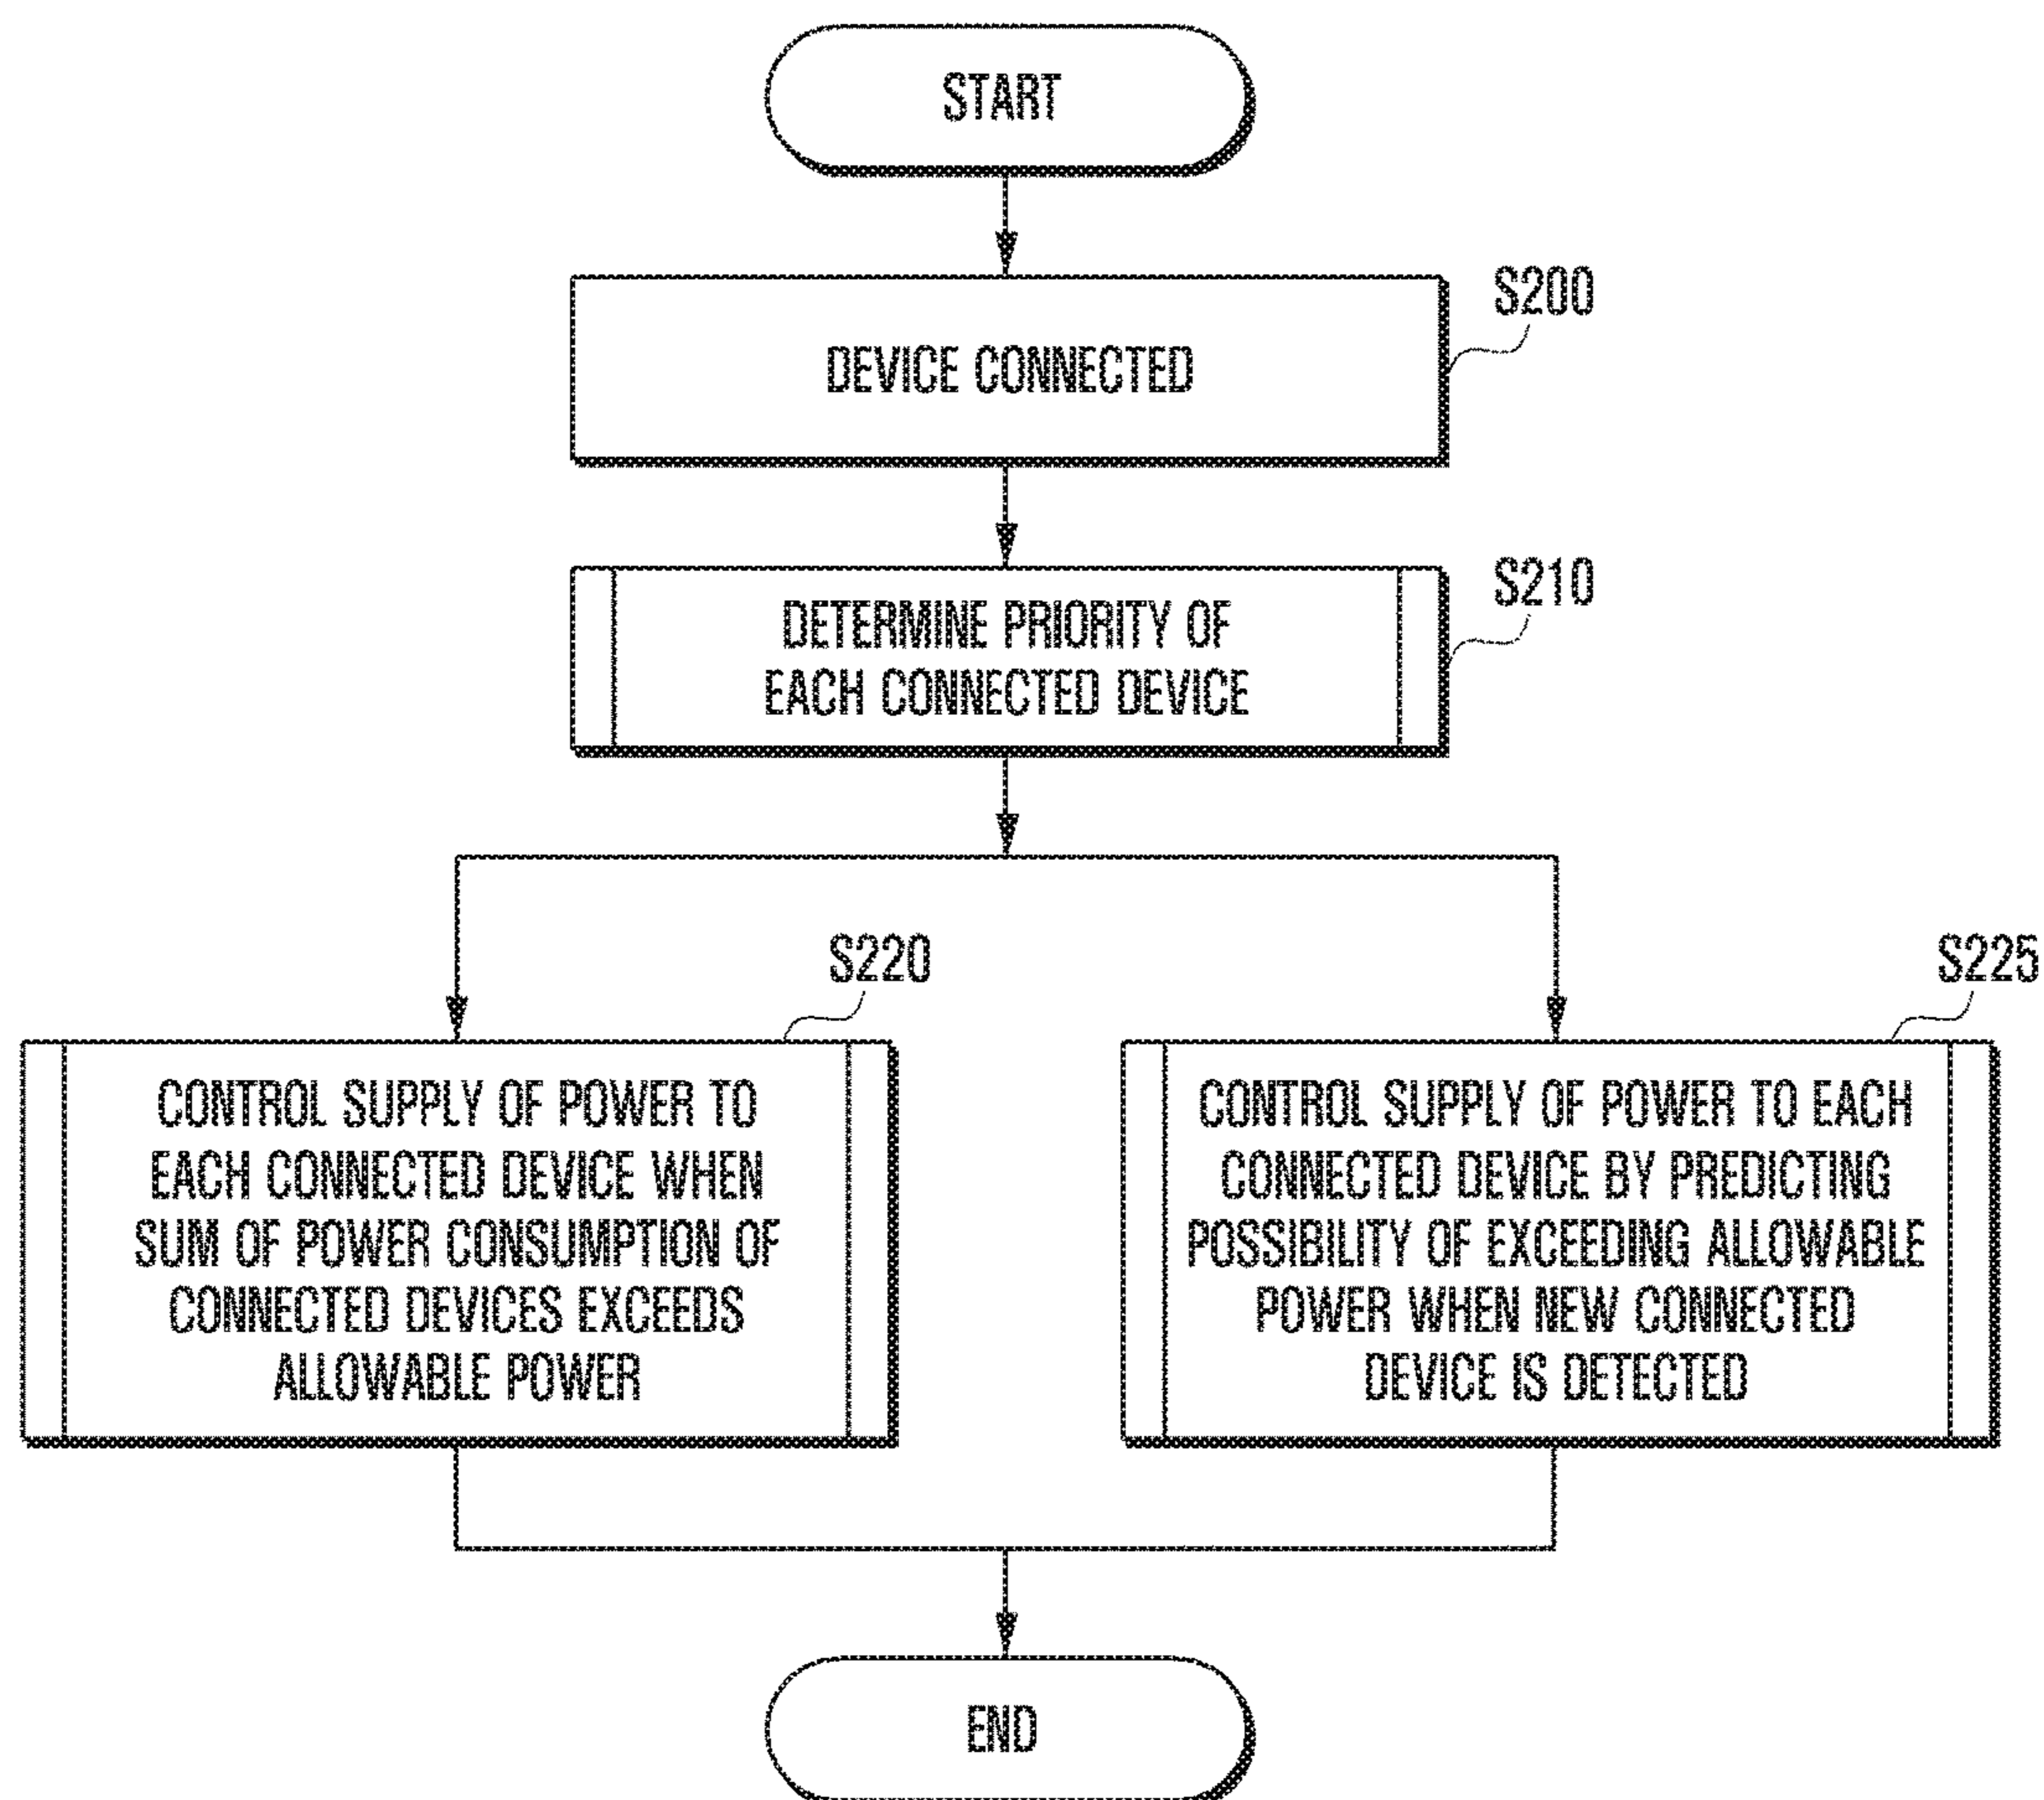 START
S200
DEVICE CONNECTED
S210
DETERMINE PRIORITY OF
EACH CONNECTED DEVICE
S220
CONTROL SUPPLY OF POWER TO
EACH CONNECTED DEVICE WHEN
SUM OF POWER CONSUMPTION OF
CONNECTED DEVICES EXCEEDS
ALLOWABLE POWER
S225
CONTROL SUPPLY OF POWER TO EACH
CONNECTED DEVICE BY PREDICTING
POSSIBILITY OF EXCEEDING ALLOWABLE
POWER WHEN NEW CONNECTED
DEVICE IS DETECTED
END